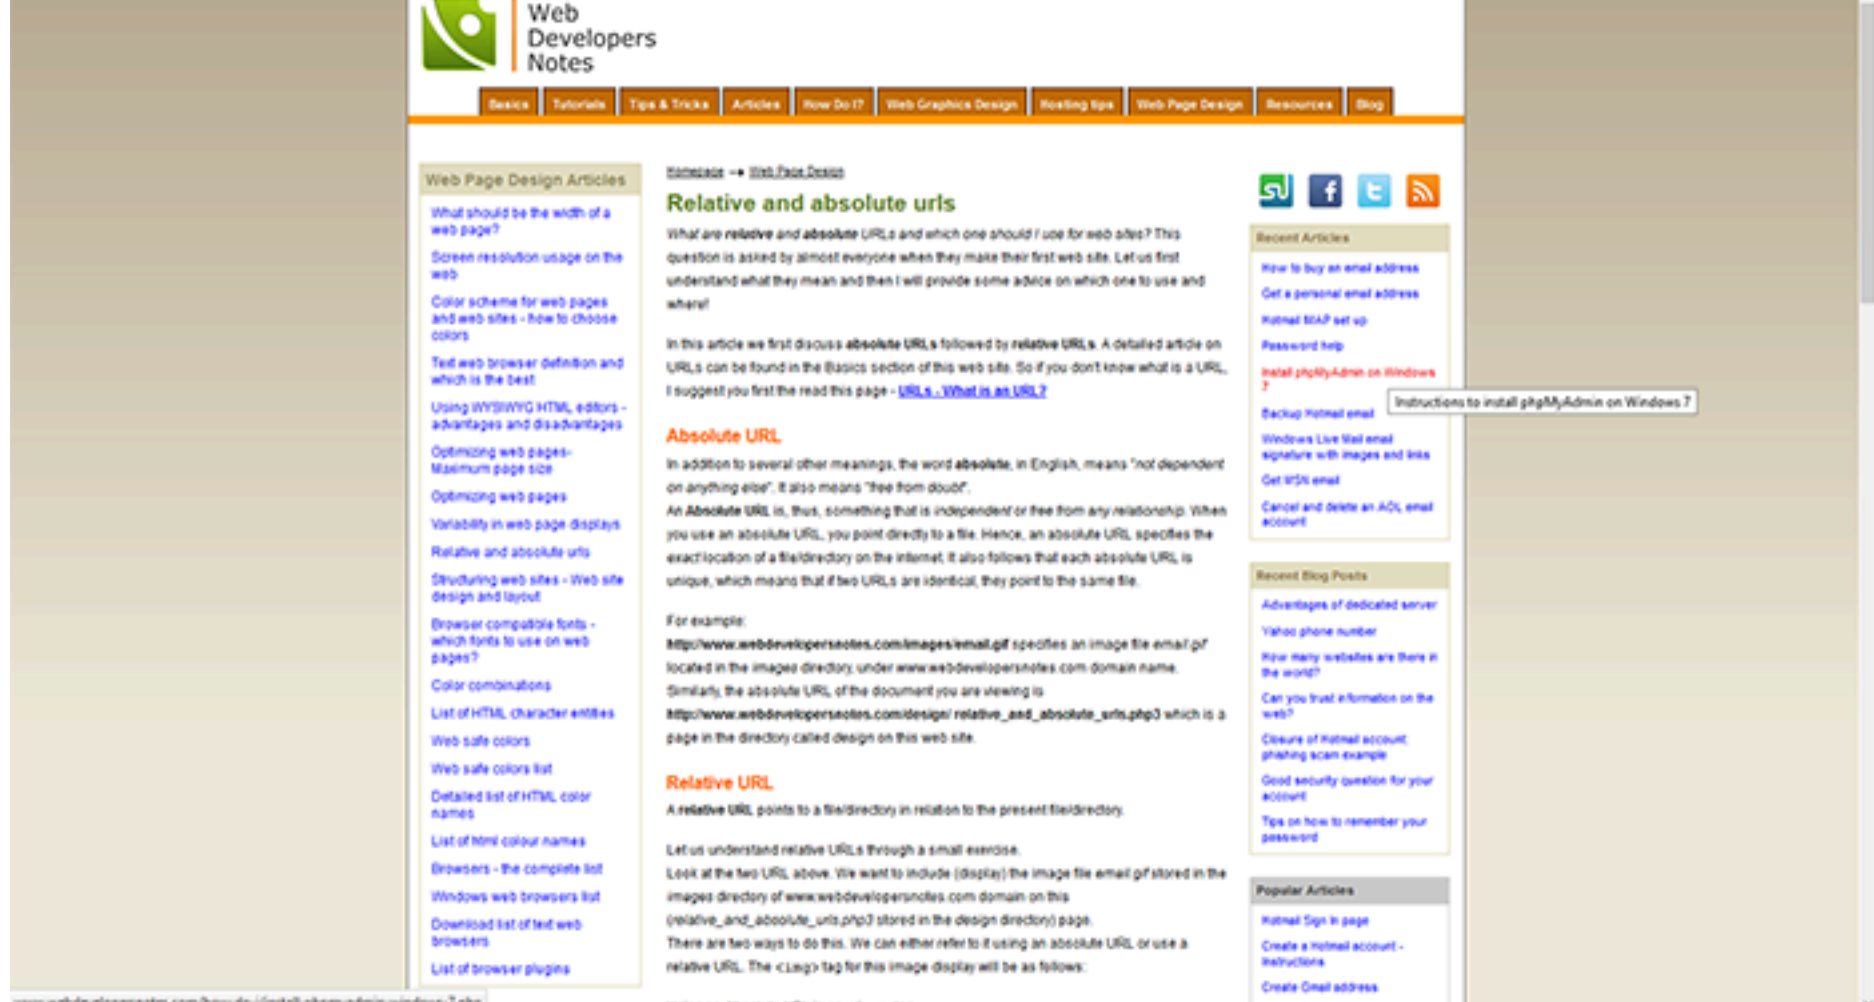 Web
Developers
Notes
Basics
Tutorials
Tips & Tricks
Articles
How Do I?
Web Graphics Design
Hosting tips
Web Page Design
Resources
Blog
Web Page Design Articles
What should be the width of a
web page?
Screen resolution usage on the
web
Color scheme for web pages
and web sites - how to choose
colors
Text web browser definition and
which is the best
Using WYSIWYG HTML editors -
advantages and disadvantages
Optimizing web pages-
Maximum page size
Optimizing web pages
Variability in web page displays
Relative and absolute urls
Structuring web sites - Web site
design and layout
Browser compatible fonts -
which fonts to use on web
pages?
Color combinations
List of HTML character entities
Web safe colors
Web safe colors list
Detailed list of HTML color
names
List of html colour names
Browsers - the complete list
Windows web browsers list
Download list of text web
browsers
List of browser plugins
Homepage → Web Page Design
Relative and absolute urls
What are relative and absolute URLs and which one should I use for web sites? This
question is asked by almost everyone when they make their first web site. Let us first
understand what they mean and then I will provide some advice on which one to use and
where!
In this article we first discuss absolute URLs followed by relative URLs. A detailed article on
URLs can be found in the Basics section of this web site. So if you don't know what is a URL,
I suggest you first the read this page - URLs - What is an URL?
Absolute URL
In addition to several other meanings, the word absolute, in English, means "not dependent
on anything else". It also means "free from doubt".
An Absolute URL is, thus, something that is independent or free from any relationship. When
you use an absolute URL, you point directly to a file. Hence, an absolute URL specifies the
exact location of a file/directory on the internet. It also follows that each absolute URL is
unique, which means that if two URLs are identical, they point to the same file.
For example:
http://www.webdevelopersnotes.com/images/email.gif specifies an image file email.gif
located in the images directory, under www.webdevelopersnotes.com domain name.
Similarly, the absolute URL of the document you are viewing is
http://www.webdevelopersnotes.com/design/ relative_and_absolute_urls.php3 which is a
page in the directory called design on this web site.
Relative URL
A relative URL points to a file/directory in relation to the present file/directory.
Let us understand relative URLs through a small exercise.
Look at the two URL above. We want to include (display) the image file email.gif stored in the
images directory of www.webdevelopersnotes.com domain on this
(relative_and_absolute_urls.php3 stored in the design directory) page.
There are two ways to do this. We can either refer to it using an absolute URL or use a
relative URL. The <img> tag for this image display will be as follows:
Recent Articles
How to buy an email address
Get a personal email address
Hotmail IMAP set up
Password help
Install phpMyAdmin on Windows
7
Instructions to install phpMyAdmin on Windows 7
Backup Hotmail email
Windows Live Mail email
signature with images and links
Get MSN email
Cancel and delete an AOL email
account
Recent Blog Posts
Advantages of dedicated server
Yahoo phone number
How many websites are there in
the world?
Can you trust information on the
web?
Closure of Hotmail account:
phishing scam example
Good security question for your
account
Tips on how to remember your
password
Popular Articles
Hotmail Sign In page
Create a Hotmail account -
Instructions
Create Gmail address